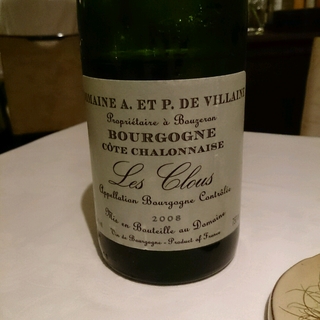 DOMAINE A. ET P. DE VILLAINE
Propriétaire à Bouzeron
BOURGOGNE
CÔTE CHALONNAISE
Les Clous
Appellation Bourgogne Contrôlée
2008
Mis en Bouteille au Domaine
Vin de Bourgogne - Product of France